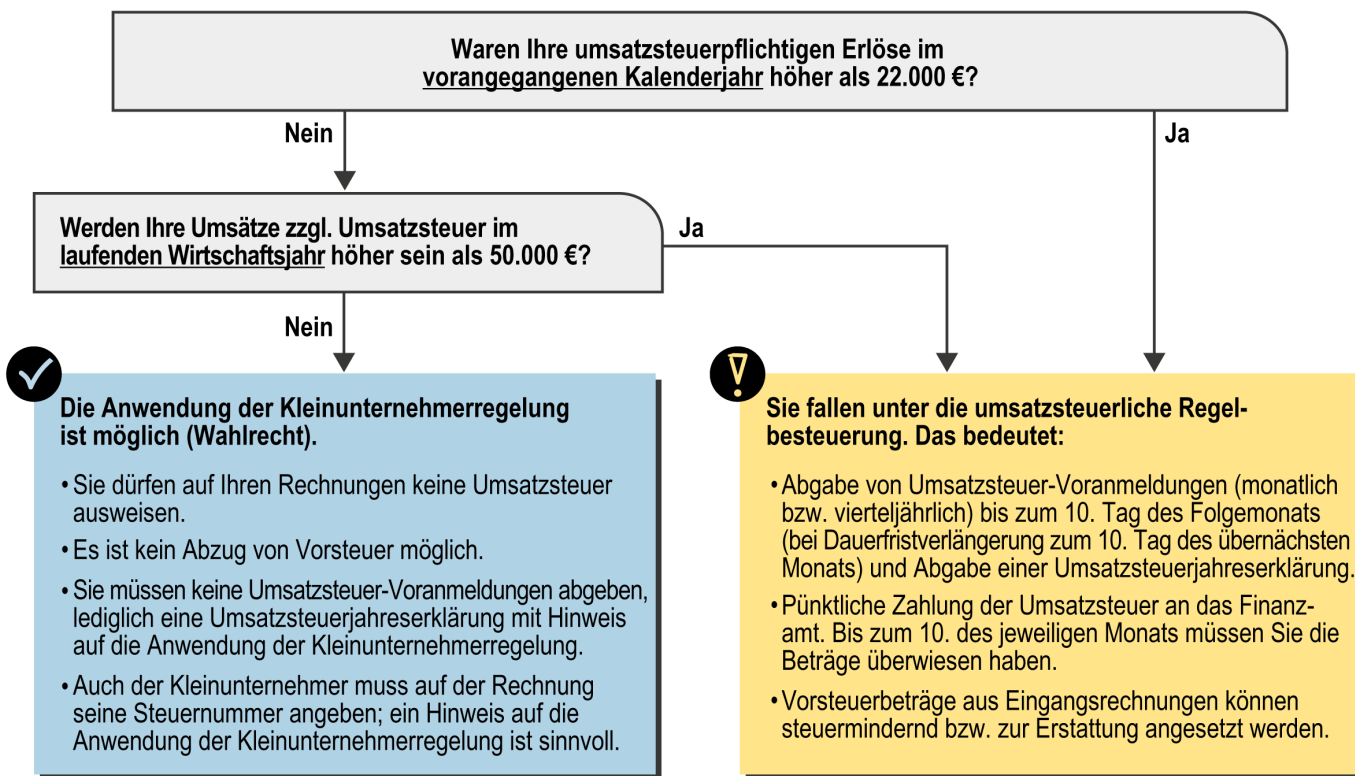 Waren Ihre umsatzsteuerpflichtigen Erlöse im
vorangegangenen Kalenderjahr höher als 22.000 €?
Nein
Ja
Werden Ihre Umsätze zzgl. Umsatzsteuer im
laufenden Wirtschaftsjahr höher sein als 50.000 €?
Ja
Nein
Die Anwendung der Kleinunternehmerregelung
ist möglich (Wahlrecht).
• Sie dürfen auf Ihren Rechnungen keine Umsatzsteuer
ausweisen.
• Es ist kein Abzug von Vorsteuer möglich.
• Sie müssen keine Umsatzsteuer-Voranmeldungen abgeben,
lediglich eine Umsatzsteuerjahreserklärung mit Hinweis
auf die Anwendung der Kleinunternehmerregelung.
• Auch der Kleinunternehmer muss auf der Rechnung
seine Steuernummer angeben; ein Hinweis auf die
Anwendung der Kleinunternehmerregelung ist sinnvoll.
Sie fallen unter die umsatzsteuerliche Regel-
besteuerung. Das bedeutet:
• Abgabe von Umsatzsteuer-Voranmeldungen (monatlich
bzw. vierteljährlich) bis zum 10. Tag des Folgemonats
(bei Dauerfristverlängerung zum 10. Tag des übernächsten
Monats) und Abgabe einer Umsatzsteuerjahreserklärung.
• Pünktliche Zahlung der Umsatzsteuer an das Finanz-
amt. Bis zum 10. des jeweiligen Monats müssen Sie die
Beträge überwiesen haben.
• Vorsteuerbeträge aus Eingangsrechnungen können
steuermindernd bzw. zur Erstattung angesetzt werden.